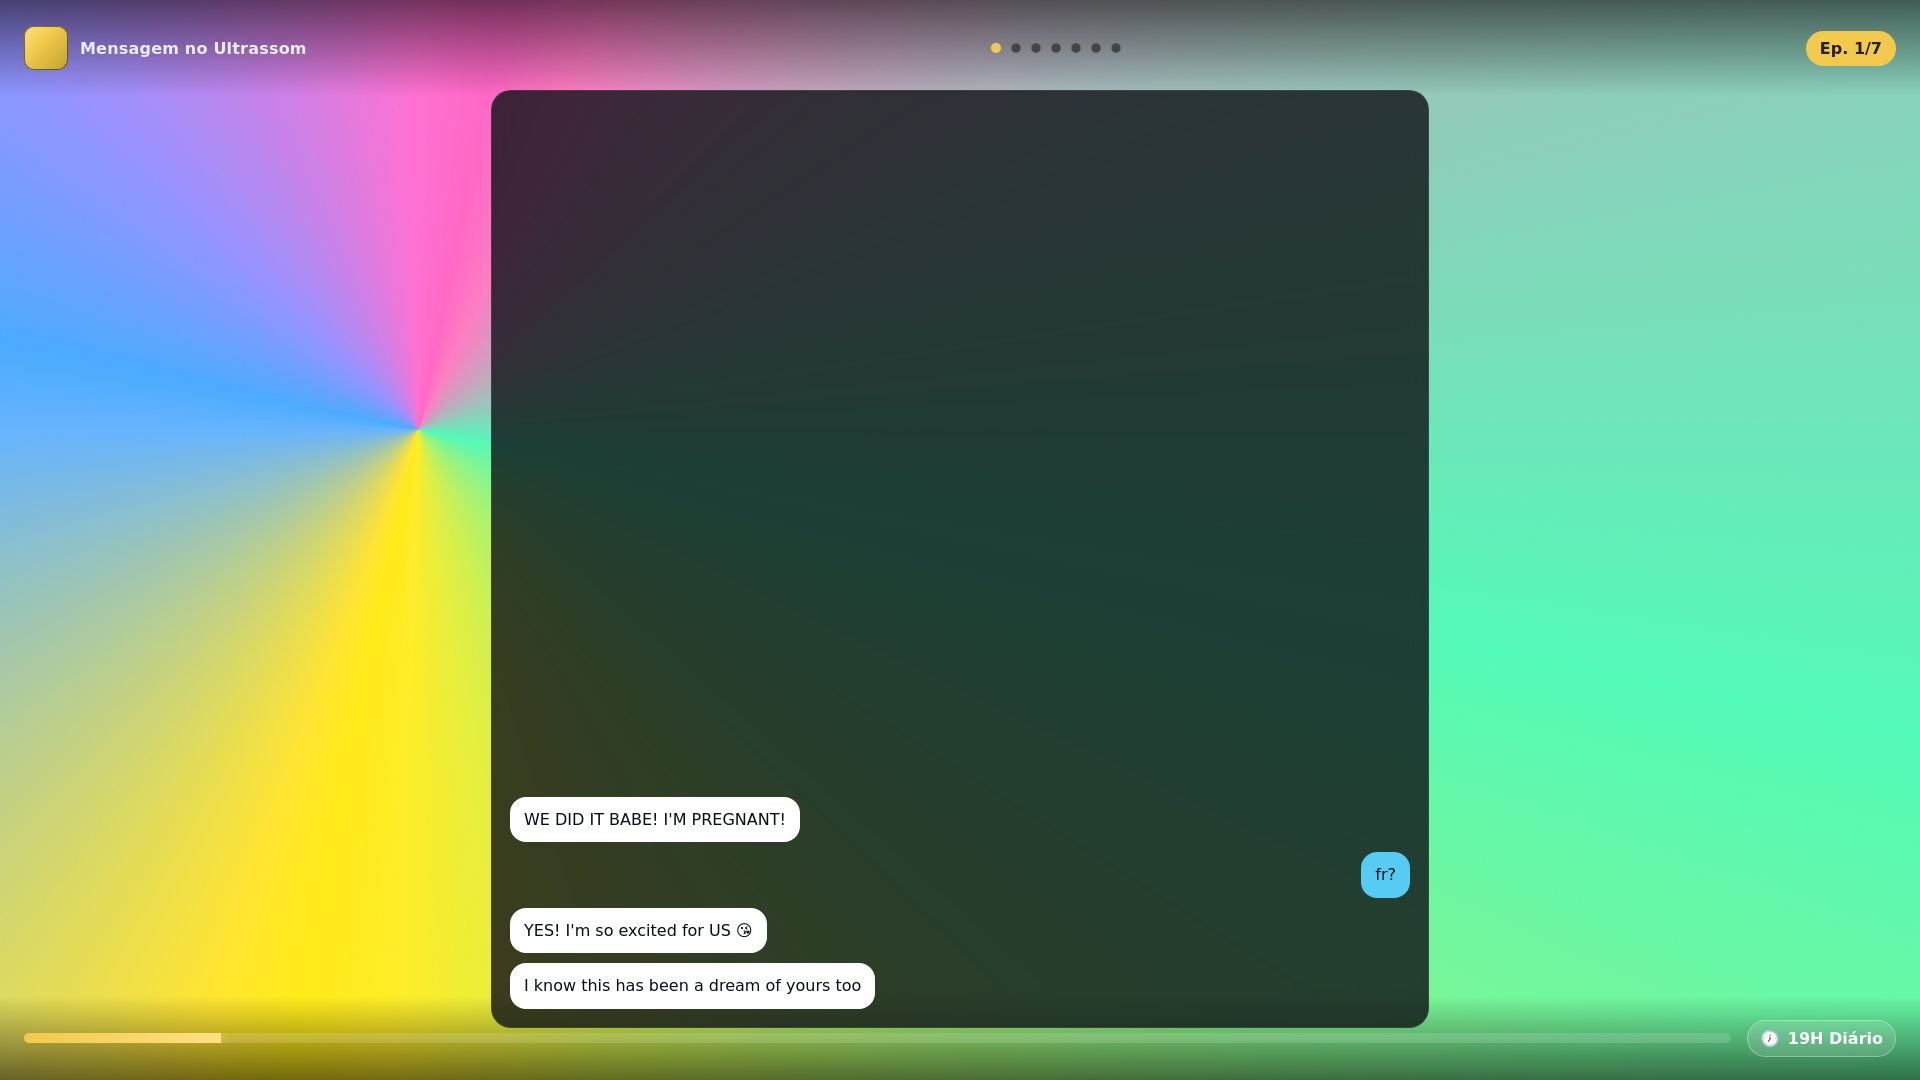 Mensagem no Ultrassom
Ep. 1/7
WE DID IT BABE! I'M PREGNANT!
fr?
YES! I'm so excited for US 😘
I know this has been a dream of yours too
🕖 19H Diário